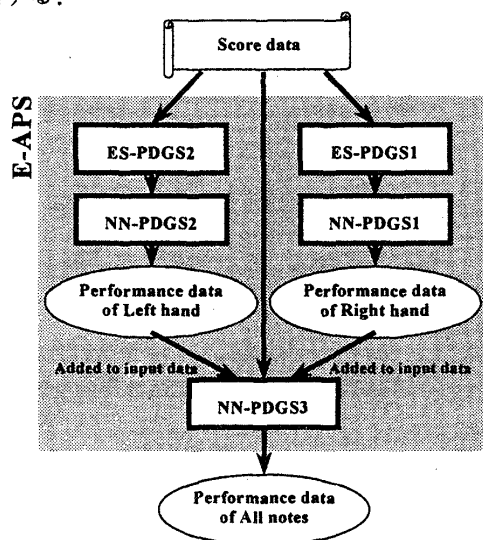 Score data
E-APS
ES-PDGS2
ES-PDGS1
NN-PDGS2
NN-PDGS1
Performance data
of Left hand
Performance data
of Right hand
Added to input data
Added to input data
NN-PDGS3
Performance data
of All notes